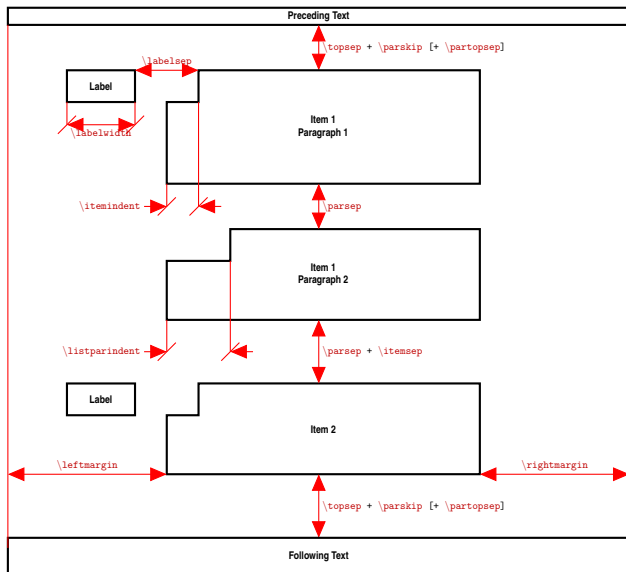 Preceding Text
\topsep + \parskip [+ \partopsep]
\labelsep
Label
\labelwidth
Item 1
Paragraph 1
\itemindent
\parsep
Item 1
Paragraph 2
\listparindent
\parsep + \itemsep
Label
Item 2
\leftmargin
\rightmargin
\topsep + \parskip [+ \partopsep]
Following Text